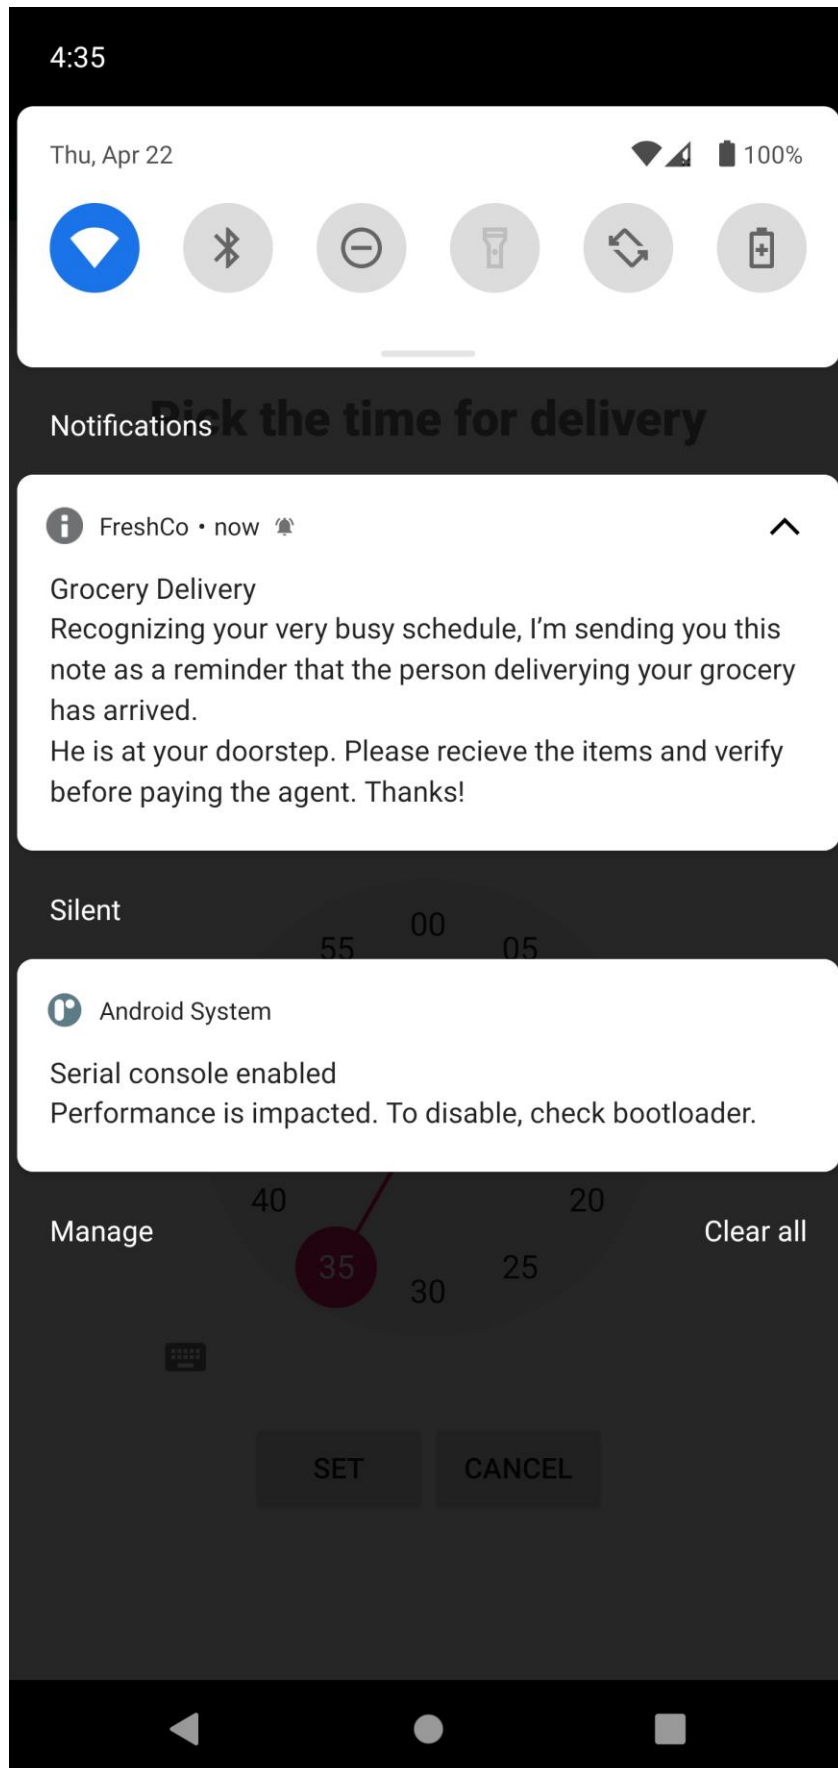 4:35
Thu, Apr 22
100%
Pick the time for delivery
Notifications
FreshCo • now
Grocery Delivery
Recognizing your very busy schedule, I’m sending you this
note as a reminder that the person deliverying your grocery
has arrived.
He is at your doorstep. Please recieve the items and verify
before paying the agent. Thanks!
Silent
00
55
05
Android System
Serial console enabled
Performance is impacted. To disable, check bootloader.
40
20
Manage
Clear all
35
25
30
SET
CANCEL